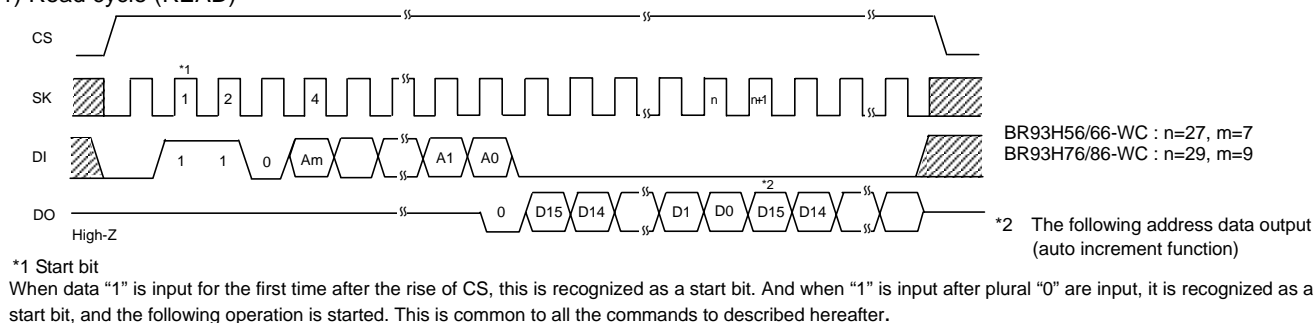 CS
*1
SK 1 2 4 n n+1
BR93H56/66-WC : n=27, m=7
DI 1 1 0 Am A1 A0
BR93H76/86-WC : n=29, m=9
*2
DO 0 D15 D14 D1 D0 D15 D14
High-Z
*2 The following address data output
(auto increment function)
*1 Start bit
When data “1” is input for the first time after the rise of CS, this is recognized as a start bit. And when “1” is input after plural “0” are input, it is recognized as a
start bit, and the following operation is started. This is common to all the commands to described hereafter.